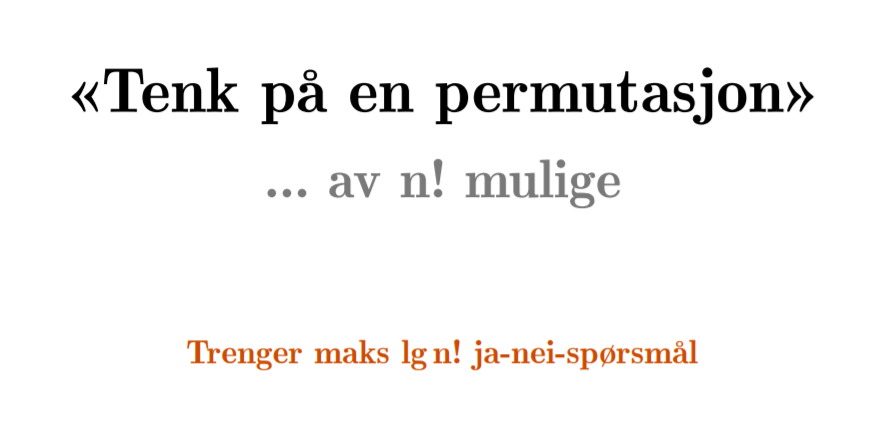 «Tenk på en permutasjon»
... av n! mulige
Trenger maks lg n! ja-nei-spørsmål